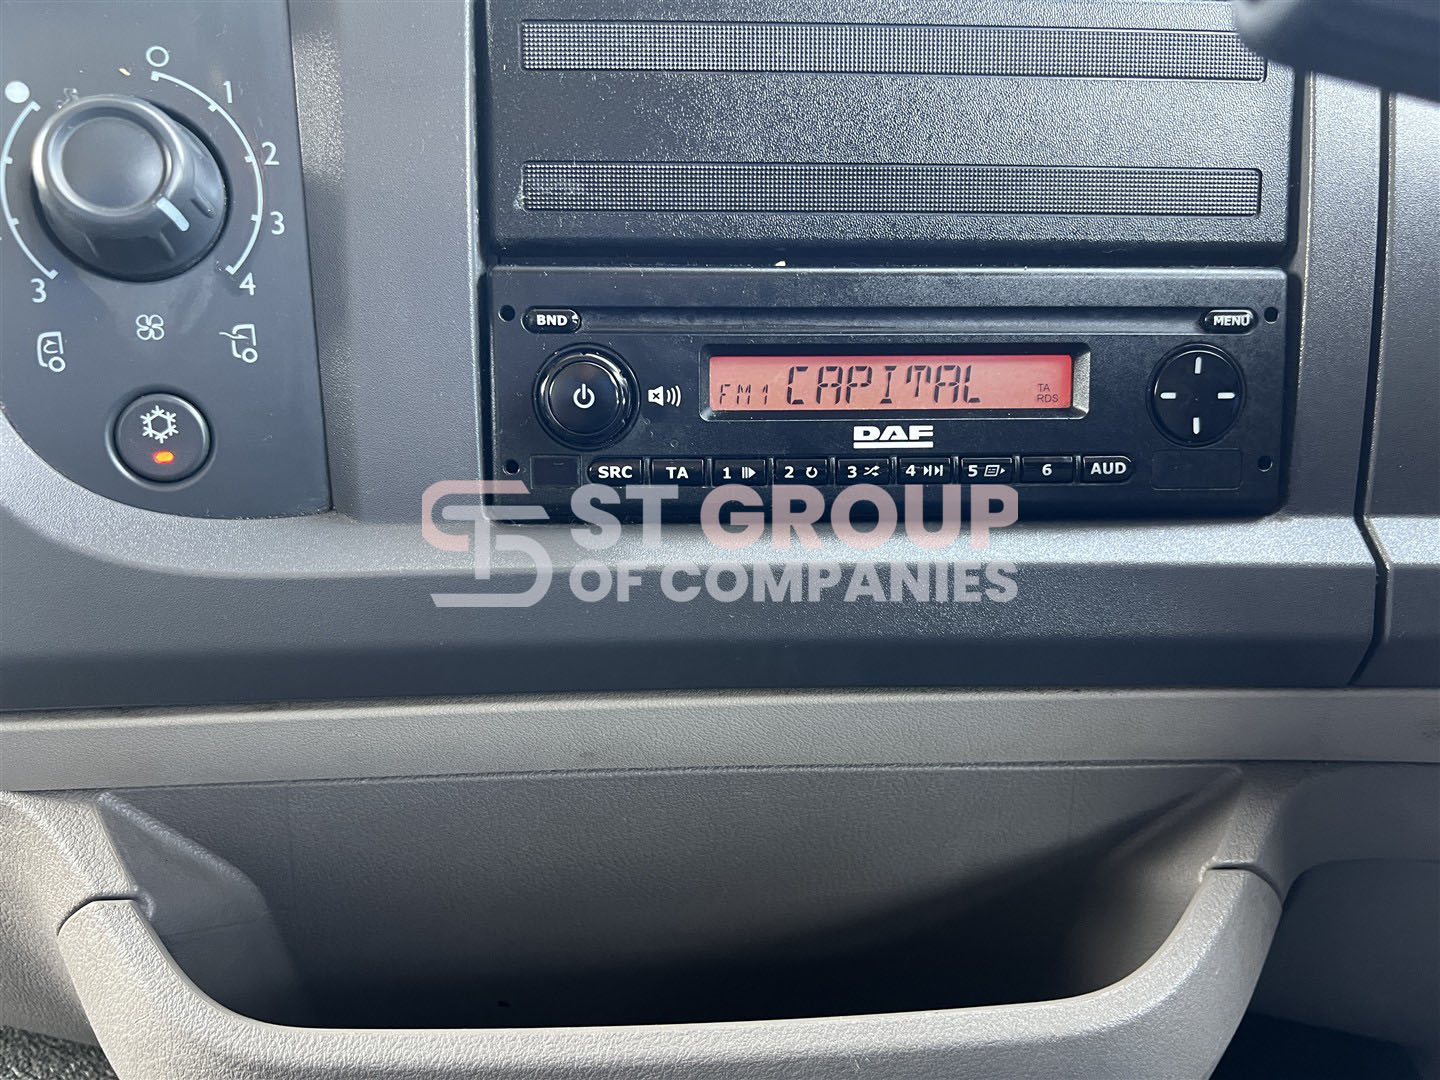 1
2
3
4
3
BND
MENU
FM1 CAPITAL
TA
RDS
DAF
SRC TA 1 2 3 4 5 6 AUD
ST GROUP
OF COMPANIES